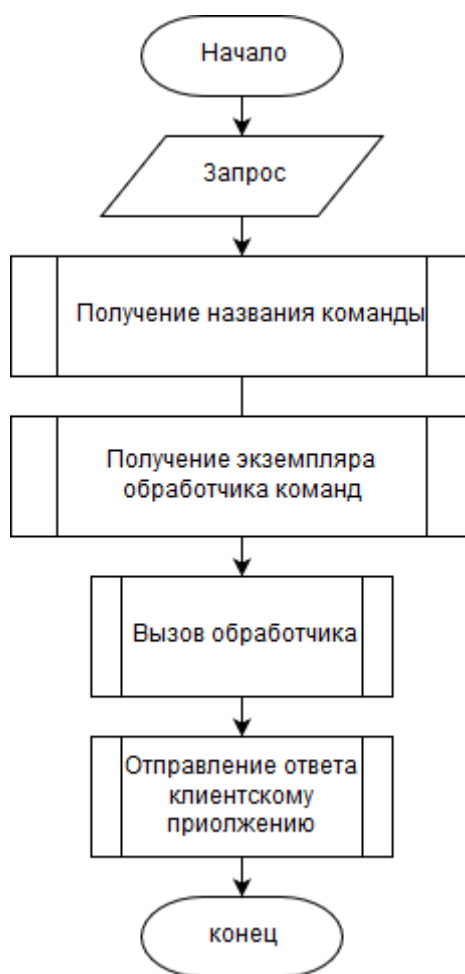 Начало
Запрос
Получение названия команды
Получение экземпляра
обработчика команд
Вызов обработчика
Отправление ответа
клиентскому
приолжению
конец